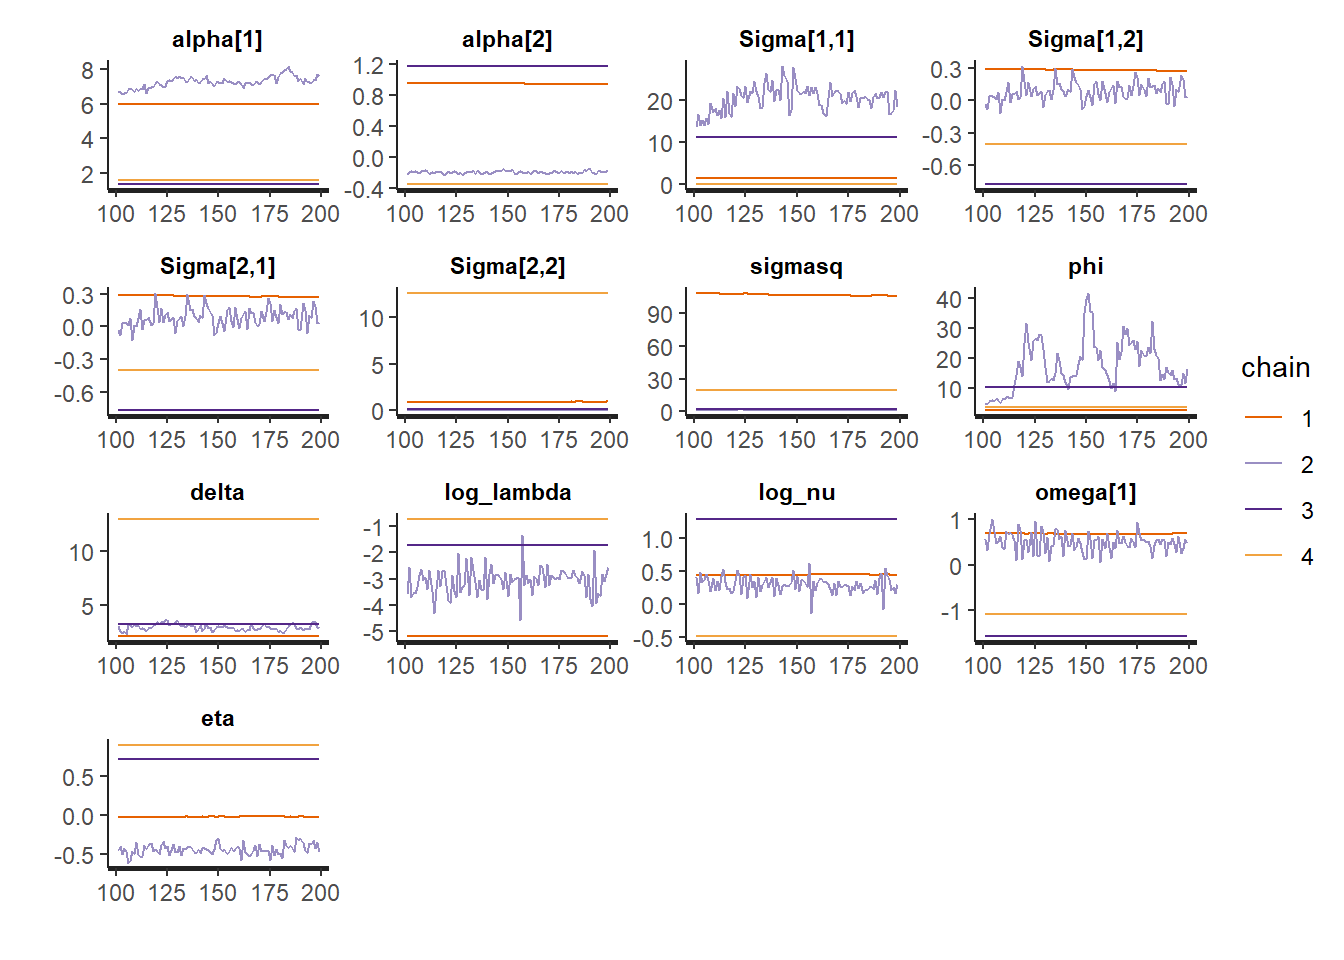 alpha[1] alpha[2] Sigma[1,1] Sigma[1,2]
8 6 4 2
1.2 0.8 0.4 0.0 -0.4
20 10 0
0.3 0.0 -0.3 -0.6
100 125 150 175 200 100 125 150 175 200 100 125 150 175 200 100 125 150 175 200
Sigma[2,1] Sigma[2,2] sigmasq phi
0.3 0.0 -0.3 -0.6
10 5 0
90 60 30 0
40 30 20 10
100 125 150 175 200 100 125 150 175 200 100 125 150 175 200 100 125 150 175 200
delta log_lambda log_nu omega[1]
10 5
-1 -2 -3 -4 -5
1.0 0.5 0.0 -0.5
1 0 -1
100 125 150 175 200 100 125 150 175 200 100 125 150 175 200 100 125 150 175 200
eta
0.5 0.0 -0.5
100 125 150 175 200
chain
1
2
3
4